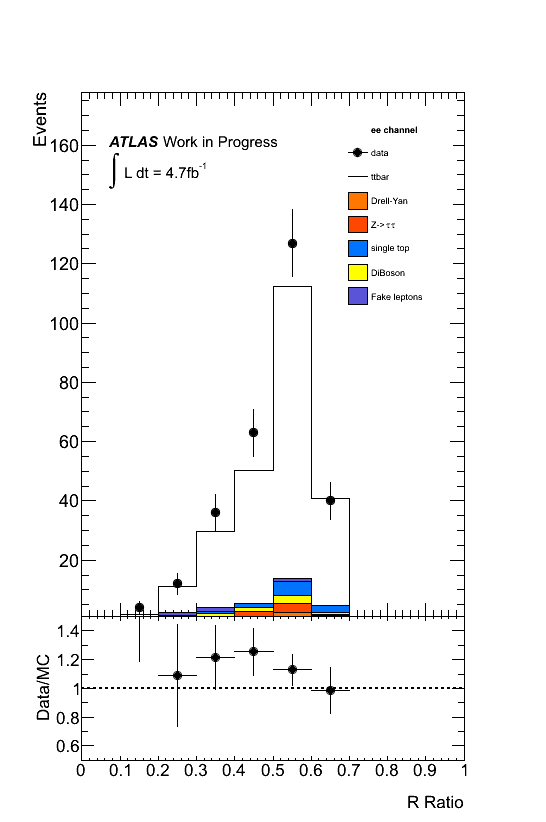 Events
ATLAS Work in Progress
∫ L dt = 4.7fb⁻¹
ee channel
data
ttbar
Drell-Yan
Z->ττ
single top
DiBoson
Fake leptons
160
140
120
100
80
60
40
20
Data/MC
1.4
1.2
1
0.8
0.6
0 0.1 0.2 0.3 0.4 0.5 0.6 0.7 0.8 0.9 1
R Ratio